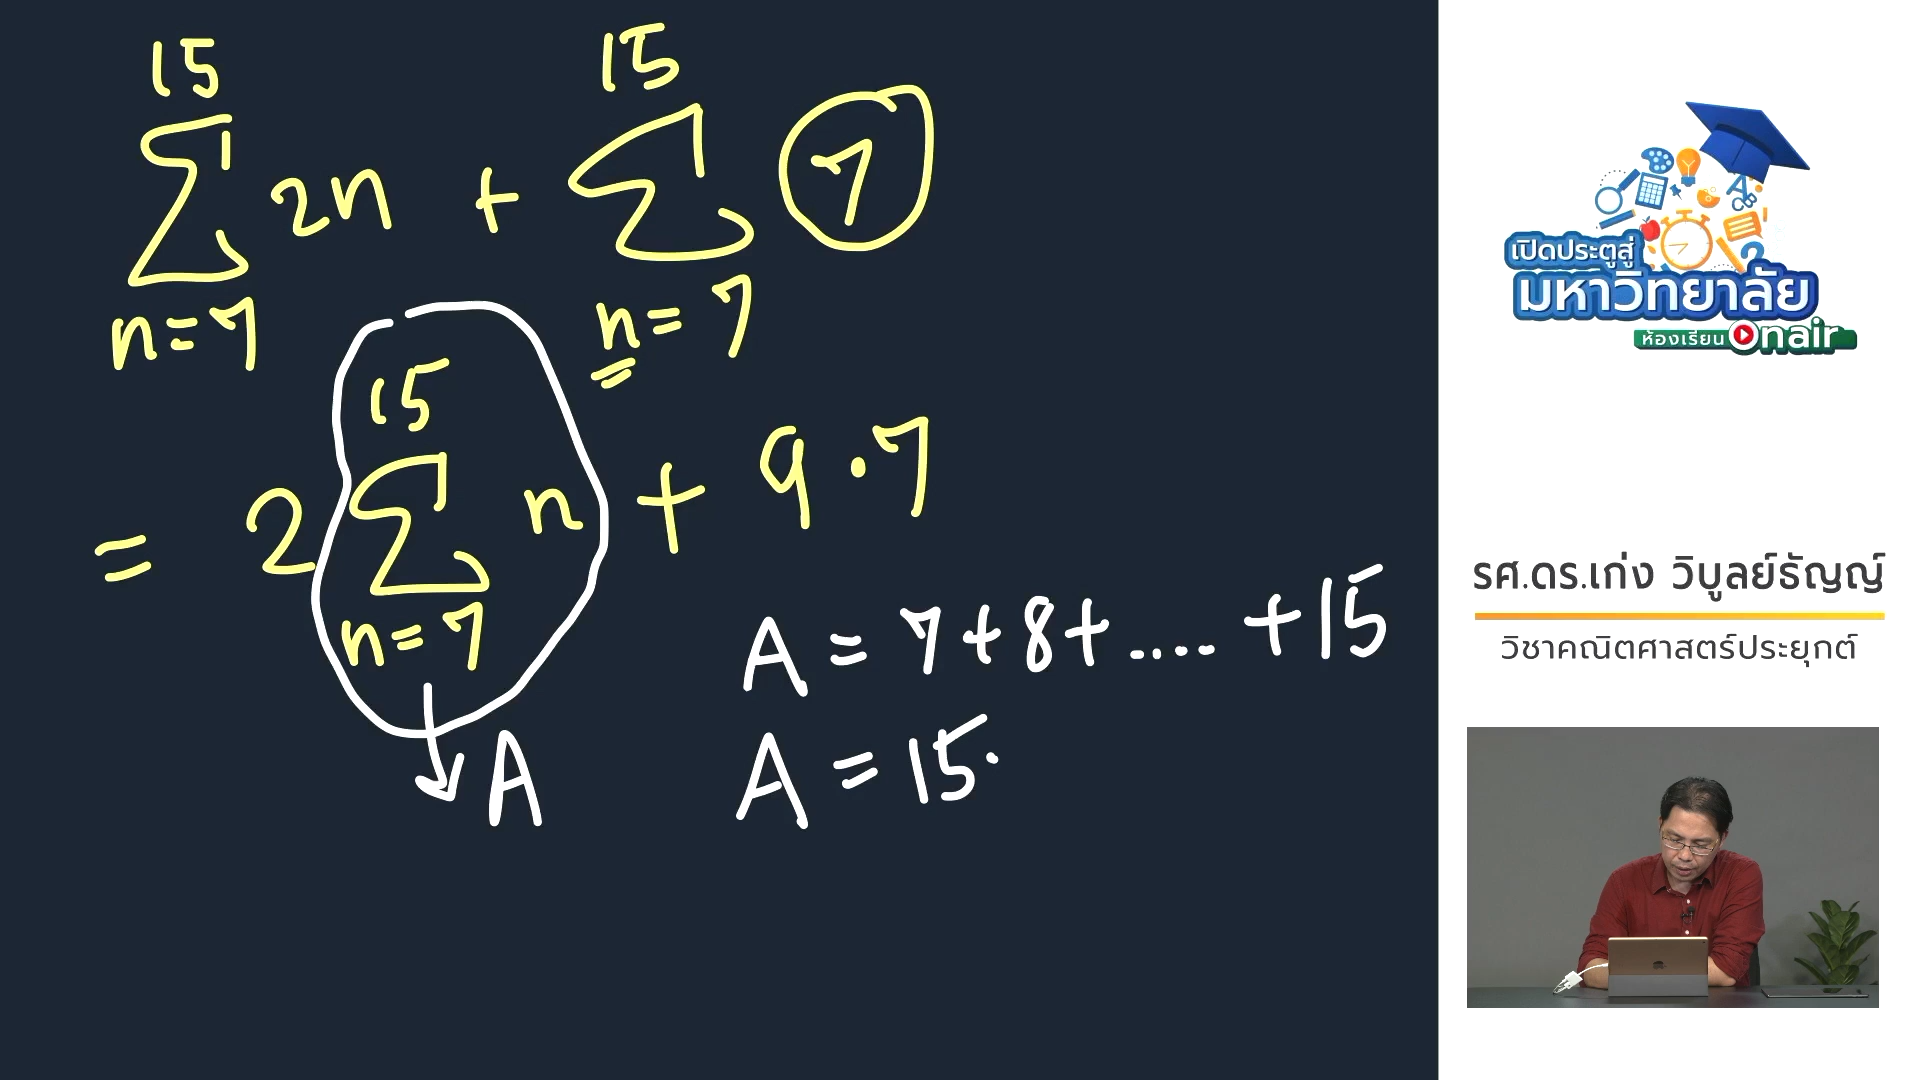 15 15
∑ 2n + ∑ 7
n=7 n=7
15
= 2 ∑ n + 9.7
n=7
A = 7+8+.... +15
A = 15.
A
เปิดประตูสู่
มหาวิทยาลัย
ห้องเรียน Onair
รศ.ดร.เก่ง วิบูลย์ธัญญ์
วิชาคณิตศาสตร์ประยุกต์